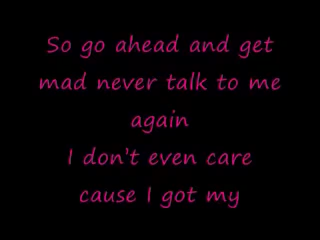 So go ahead and get
mad never talk to me
again
I don't even care
cause I got my